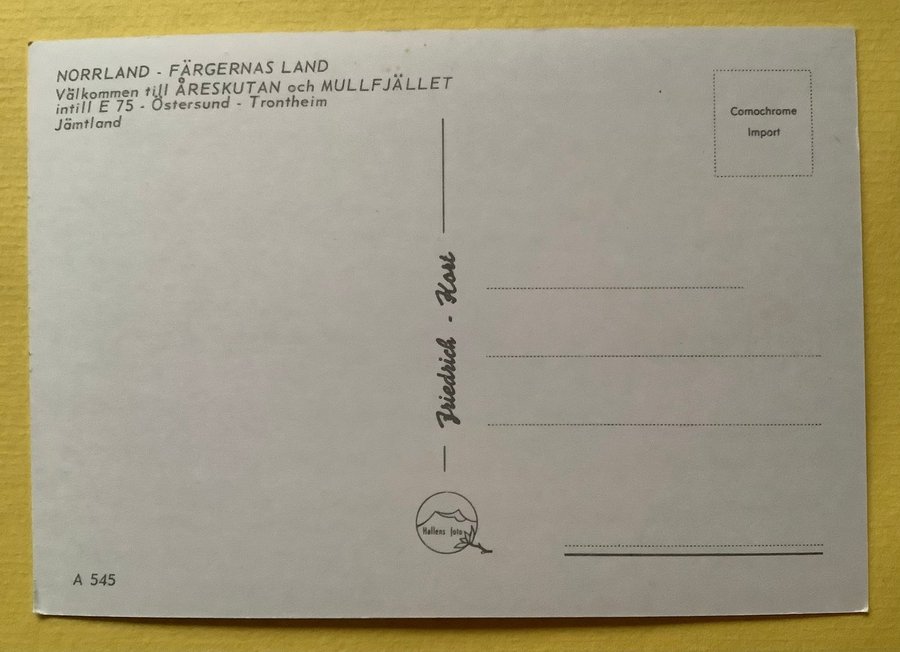 NORRLAND - FÄRGERNAS LAND
Välkommen till ÅRESKUTAN och MULLFJÄLLET
intill E 75 - Östersund - Trontheim
Jämtland
Comochrome
Import
Friedrich - Kort
Hallens foto
A 545